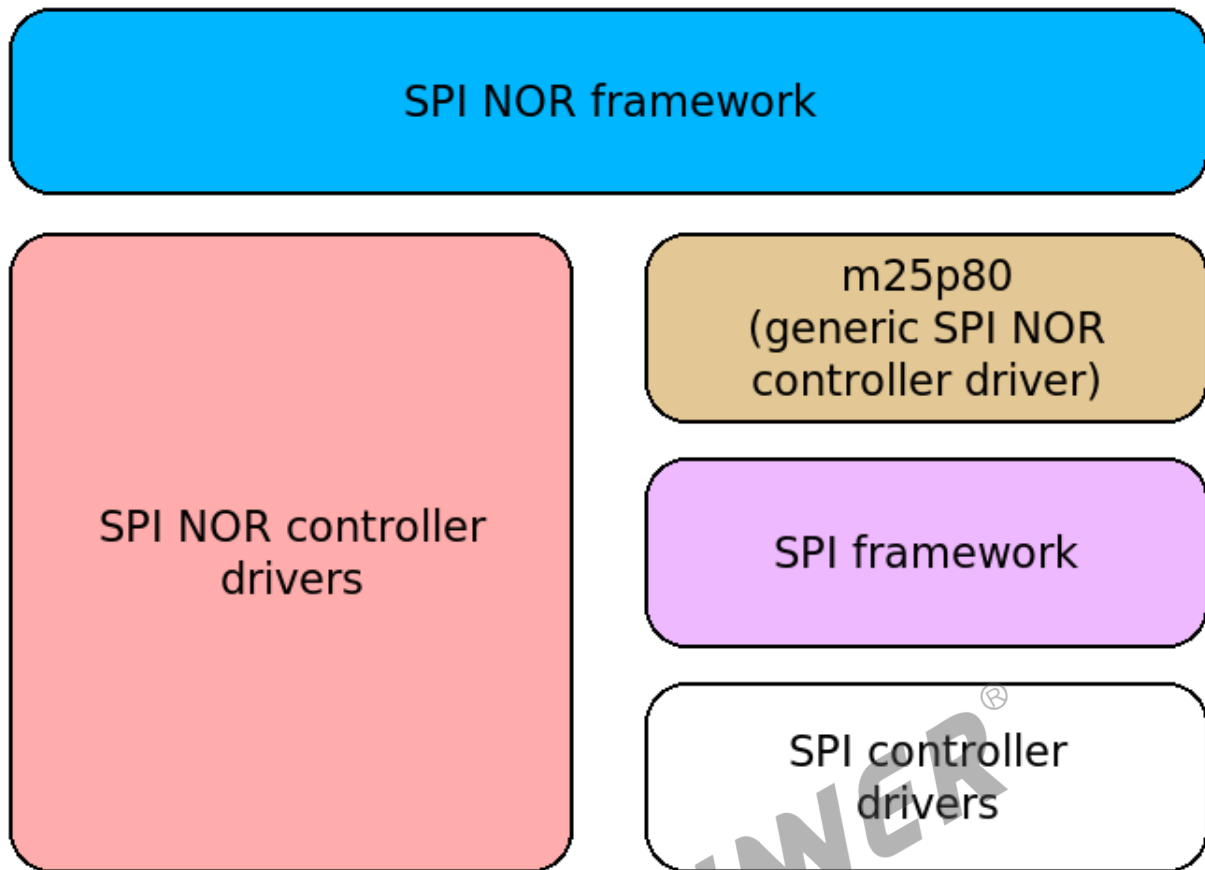 SPI NOR framework
SPI NOR controller
drivers
m25p80
(generic SPI NOR
controller driver)
SPI framework
SPI controller
drivers
®